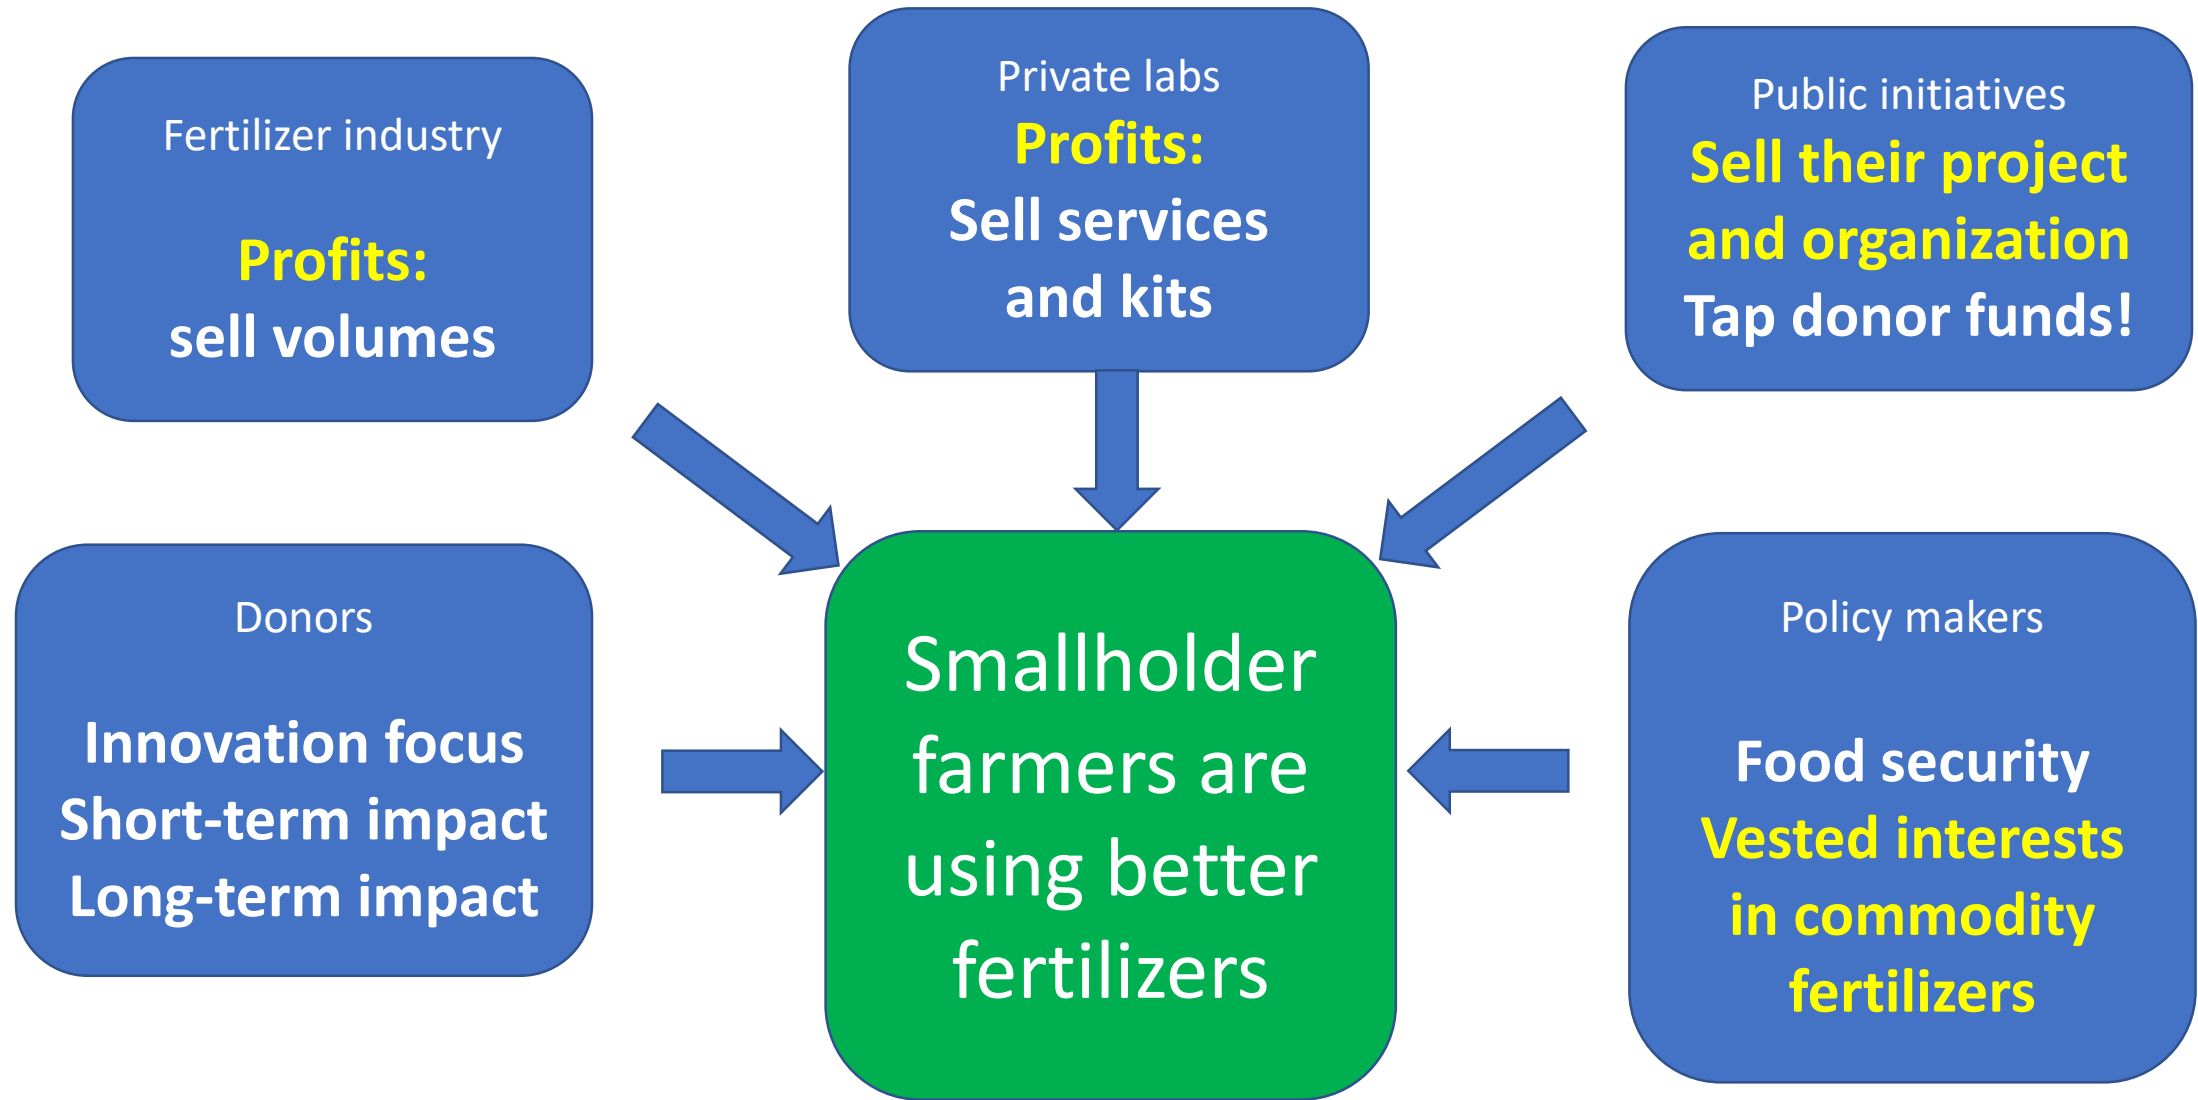 Fertilizer industry
Profits:
sell volumes
Private labs
Profits:
Sell services
and kits
Public initiatives
Sell their project
and organization
Tap donor funds!
Donors
Innovation focus
Short-term impact
Long-term impact
Smallholder
farmers are
using better
fertilizers
Policy makers
Food security
Vested interests
in commodity
fertilizers